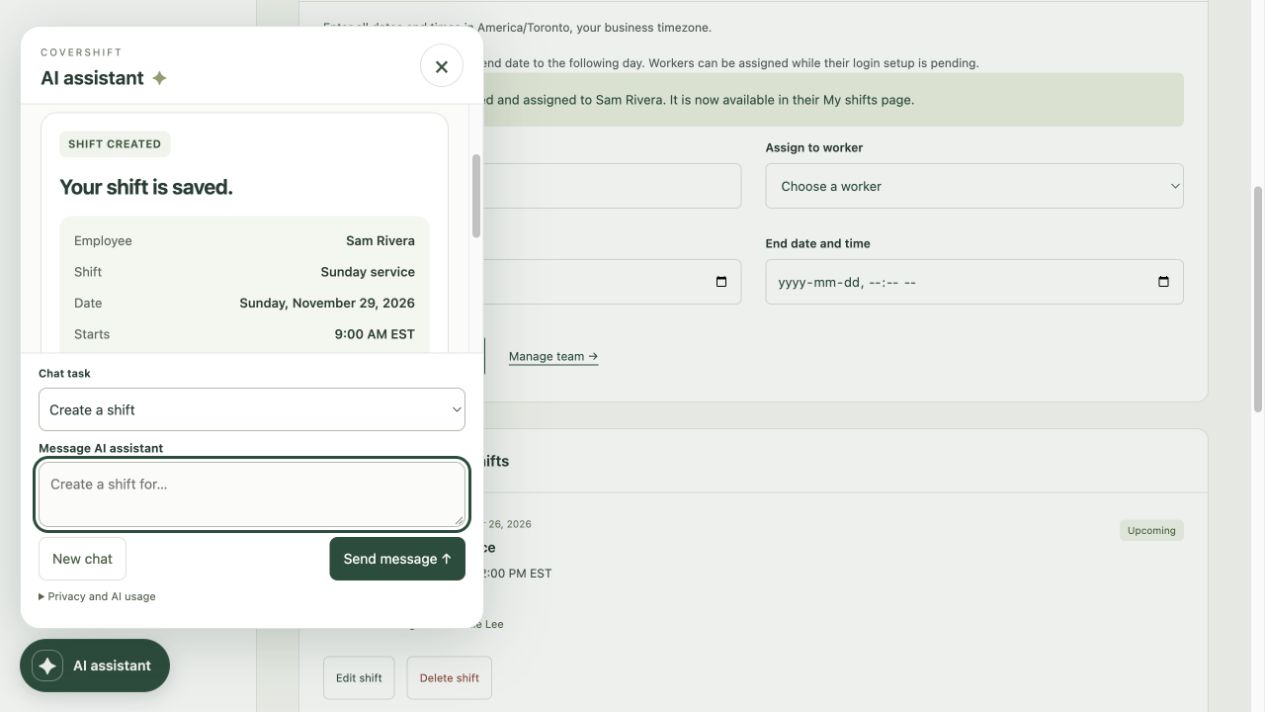 COVERSHIFT
AI assistant
SHIFT CREATED
Your shift is saved.
Employee Sam Rivera
Shift Sunday service
Date Sunday, November 29, 2026
Starts 9:00 AM EST
Chat task
Create a shift
Message AI assistant
Create a shift for...
New chat
Send message ↑
Privacy and AI usage
AI assistant
America/Toronto, your business timezone.
end date to the following day. Workers can be assigned while their login setup is pending.
and assigned to Sam Rivera. It is now available in their My shifts page.
Assign to worker
Choose a worker
End date and time
yyyy-mm-dd, --:-- --
Manage team →
26, 2026
Upcoming
:00 PM EST
Lee
Edit shift
Delete shift